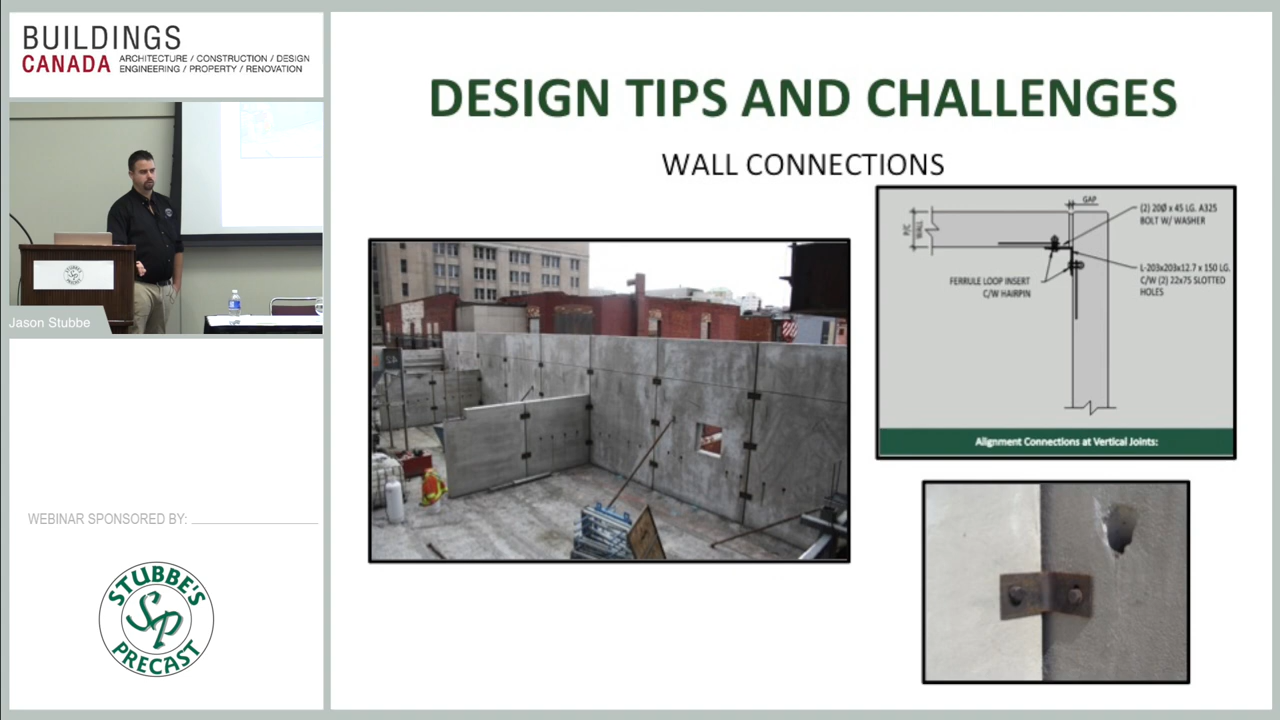 BUILDINGS
CANADA
ARCHITECTURE / CONSTRUCTION / DESIGN
ENGINEERING / PROPERTY / RENOVATION
Jason Stubbe
WEBINAR SPONSORED BY:
STUBBE'S
SP
PRECAST
DESIGN TIPS AND CHALLENGES
WALL CONNECTIONS
GAP
(2) 20Ø x 45 LG. A325
BOLT W/ WASHER
P/C
WALL
L-203x203x12.7 x 150 LG.
C/W (2) 22x75 SLOTTED
HOLES
FERRULE LOOP INSERT
C/W HAIRPIN
Alignment Connections at Vertical Joints: